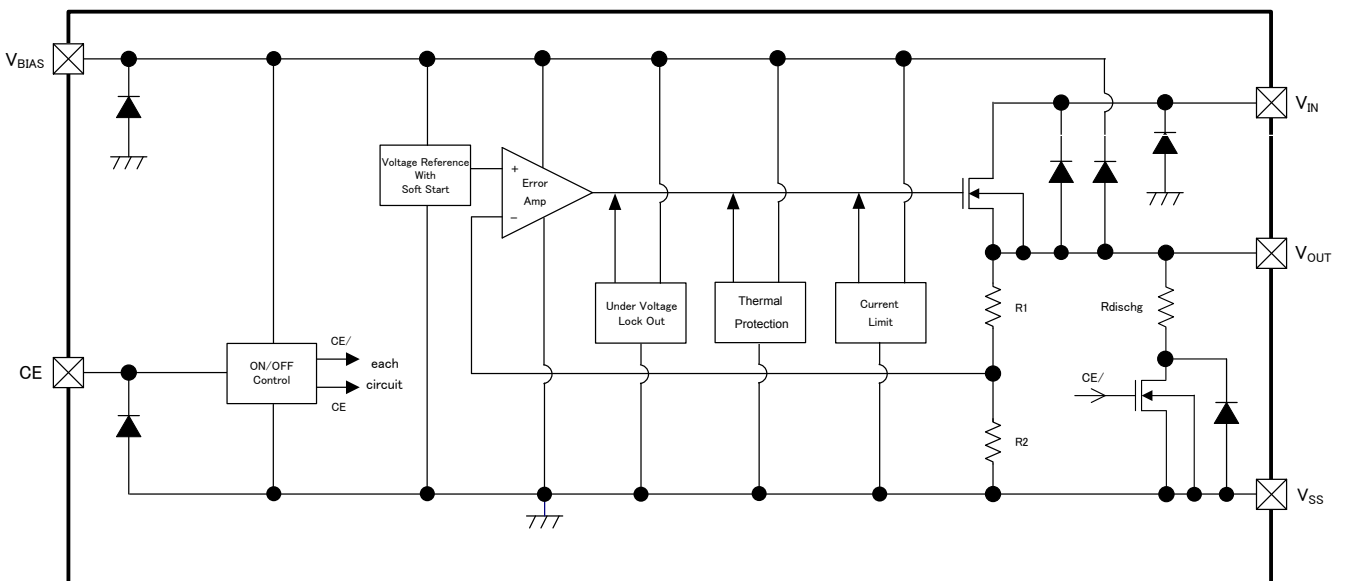 VBIAS
VIN
Voltage Reference
With
Soft Start
+
Error
Amp
−
VOUT
Under Voltage
Lock Out
Thermal
Protection
Current
Limit
R1
Rdischg
CE
ON/OFF
Control
CE/
each
circuit
CE
CE/
R2
VSS